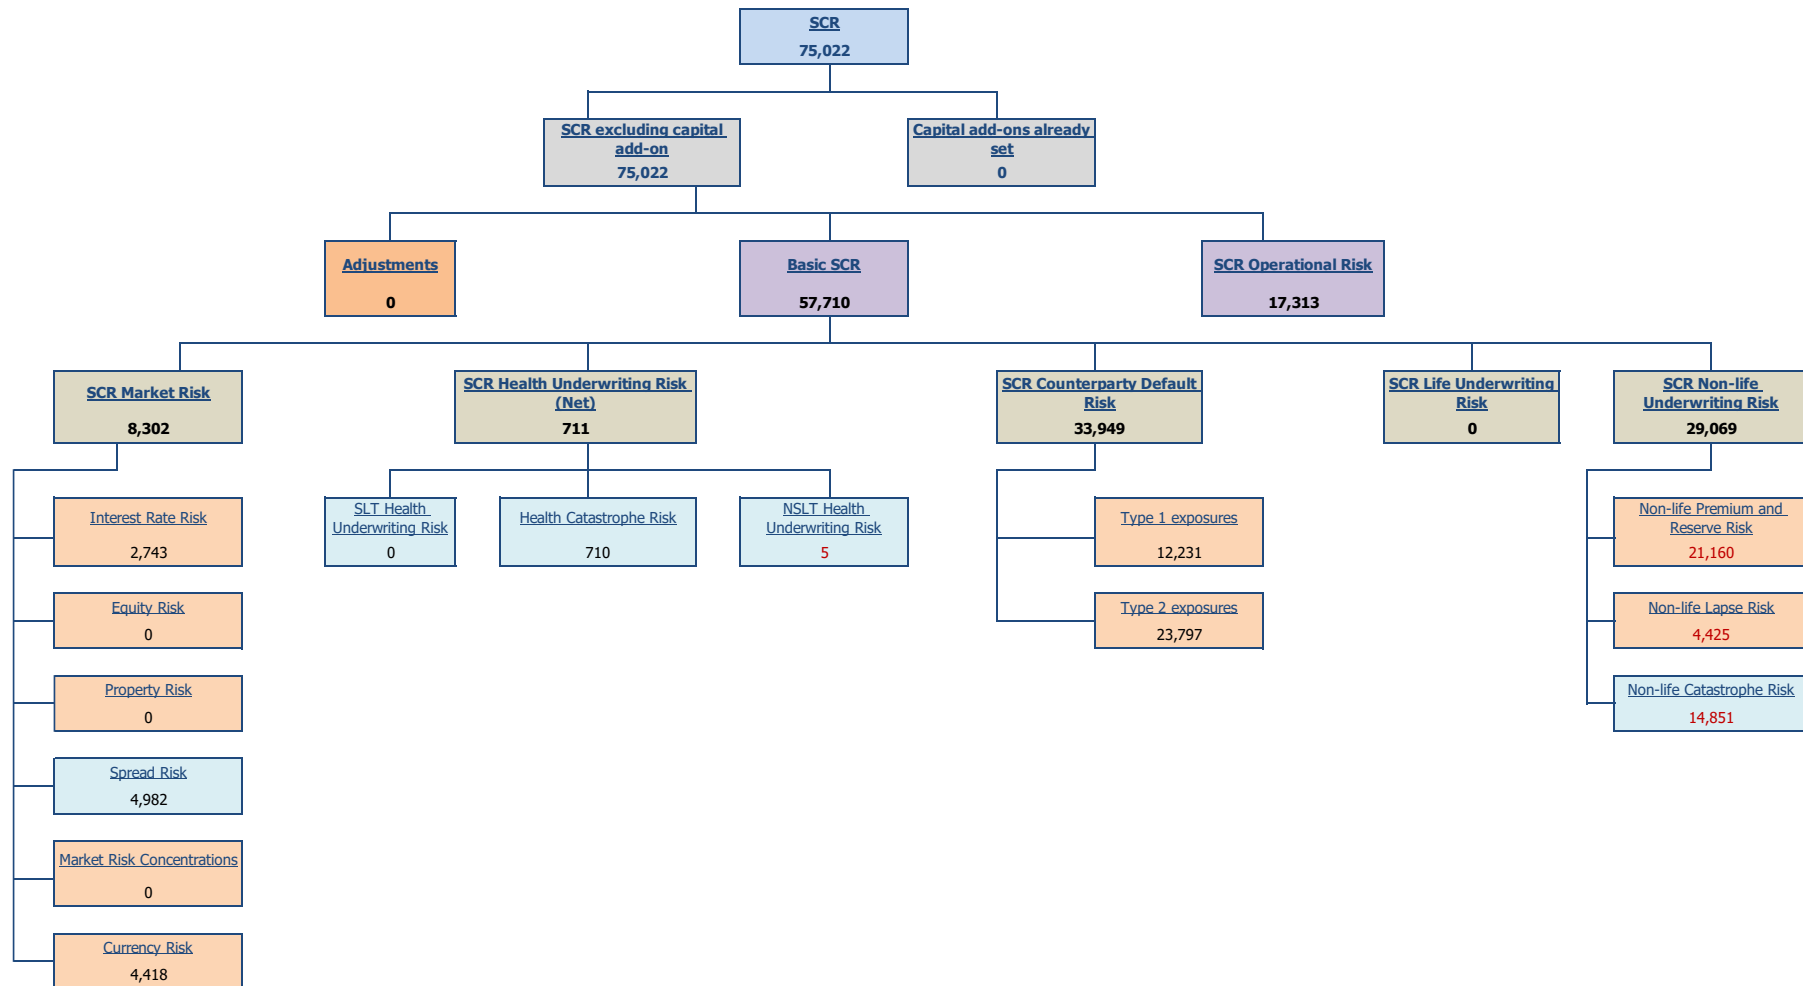 SCR
75,022
SCR excluding capital
add-on
75,022
Capital add-ons already
set
0
Adjustments
0
Basic SCR
57,710
SCR Operational Risk
17,313
SCR Market Risk
8,302
SCR Health Underwriting Risk
(Net)
711
SCR Counterparty Default
Risk
33,949
SCR Life Underwriting
Risk
0
SCR Non-life
Underwriting Risk
29,069
Interest Rate Risk
2,743
SLT Health
Underwriting Risk
0
Health Catastrophe Risk
710
NSLT Health
Underwriting Risk
5
Type 1 exposures
12,231
Non-life Premium and
Reserve Risk
21,160
Equity Risk
0
Type 2 exposures
23,797
Non-life Lapse Risk
4,425
Property Risk
0
Non-life Catastrophe Risk
14,851
Spread Risk
4,982
Market Risk Concentrations
0
Currency Risk
4,418